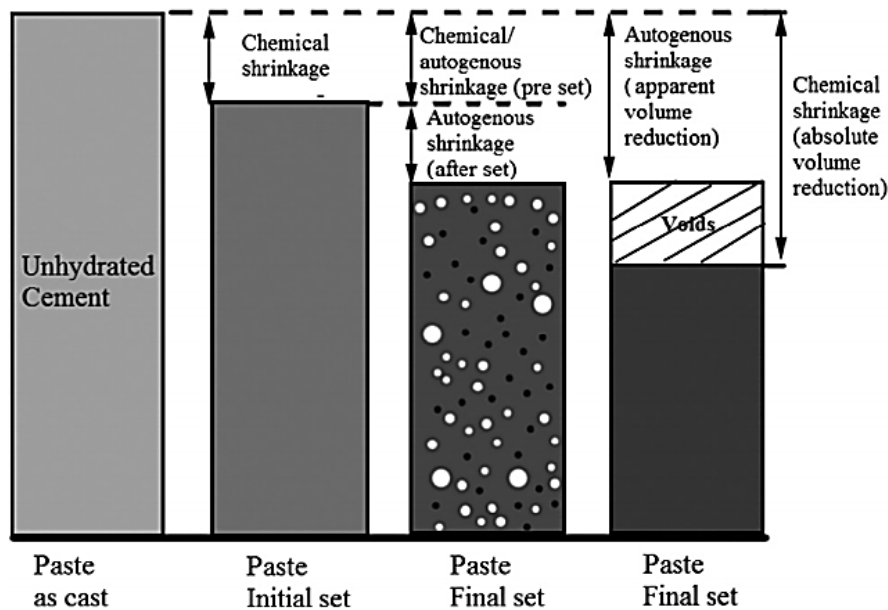 Chemical
shrinkage
Chemical/
autogenous
shrinkage (pre set)
Autogenous
shrinkage
(after set)
Autogenous
shrinkage
( apparent
volume
reduction)
Chemical
shrinkage
(absolute
volume
reduction)
Unhydrated
Cement
Voids
Paste
as cast
Paste
Initial set
Paste
Final set
Paste
Final set